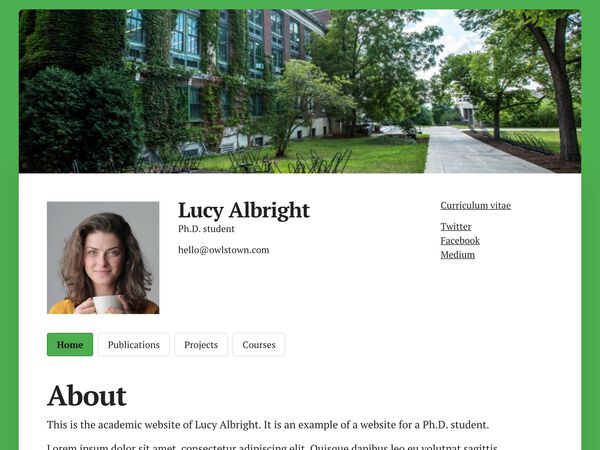 Lucy Albright
Ph.D. student
hello@owlstown.com
Curriculum vitae
Twitter
Facebook
Medium
Home
Publications
Projects
Courses
About
This is the academic website of Lucy Albright. It is an example of a website for a Ph.D. student.
Lorem ipsum dolor sit amet, consectetur adipiscing elit. Quisque dapibus leo eu volutpat sagittis.